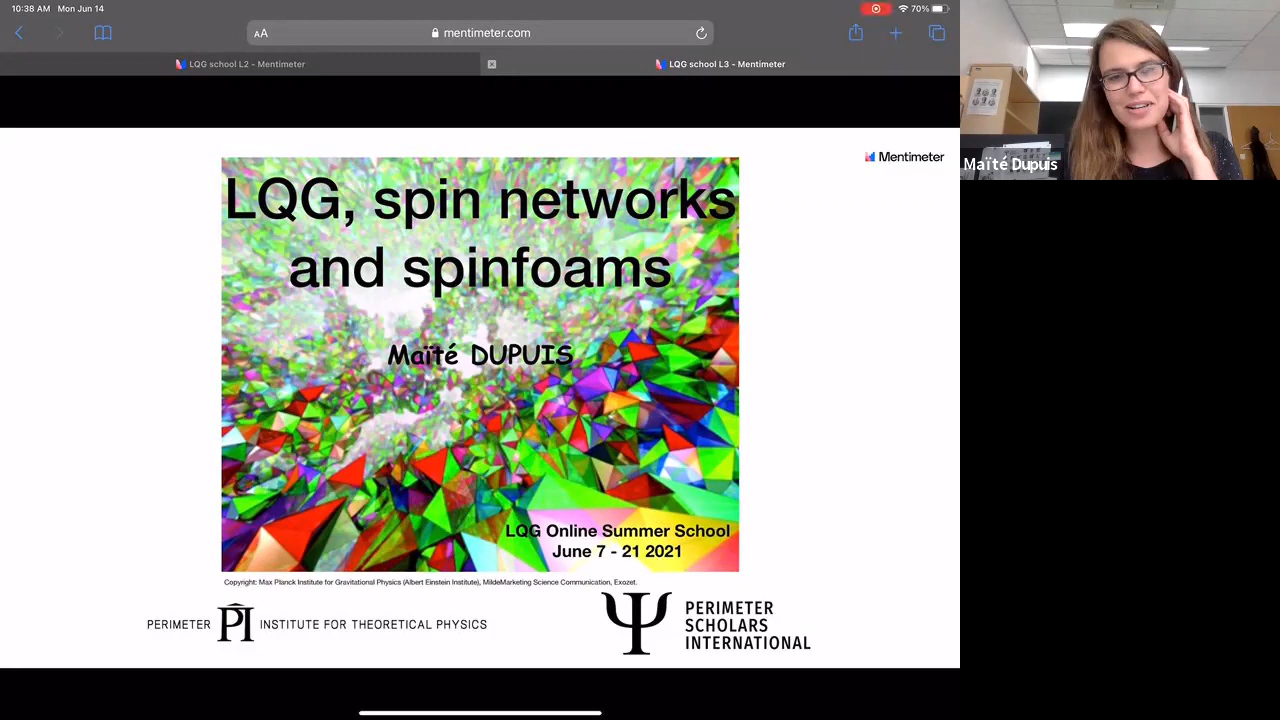 10:38 AM Mon Jun 14
70%
AA
mentimeter.com
LQG school L2 - Mentimeter
LQG school L3 - Mentimeter
Mentimeter
Maïté Dupuis
LQG, spin networks
and spinfoams
Maïté DUPUIS
LQG Online Summer School
June 7 - 21 2021
Copyright: Max Planck Institute for Gravitational Physics (Albert Einstein Institute), MildeMarketing Science Communication, Exozet.
PERIMETER PI INSTITUTE FOR THEORETICAL PHYSICS
PERIMETER
SCHOLARS
INTERNATIONAL